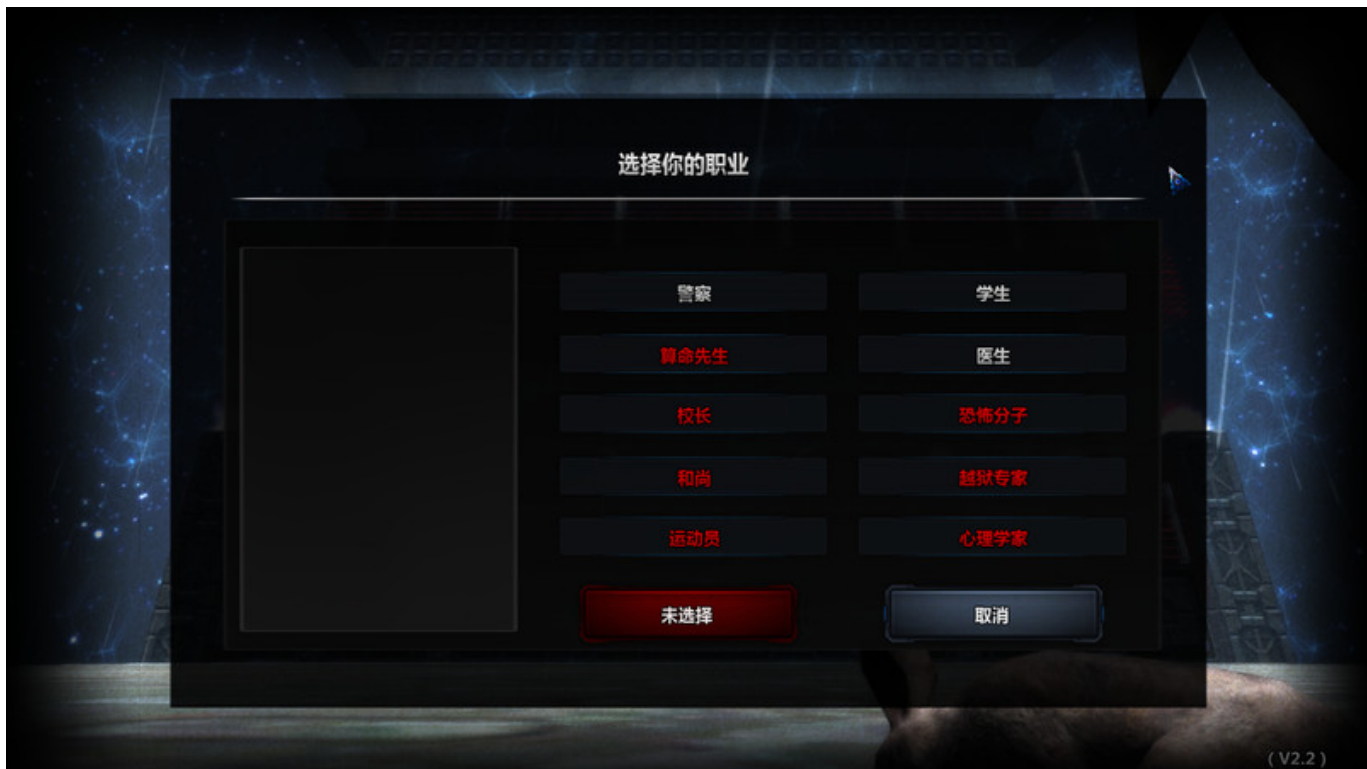 选择你的职业
警察
学生
算命先生
医生
校长
恐怖分子
和尚
越狱专家
运动员
心理学家
未选择
取消
( V2.2 )